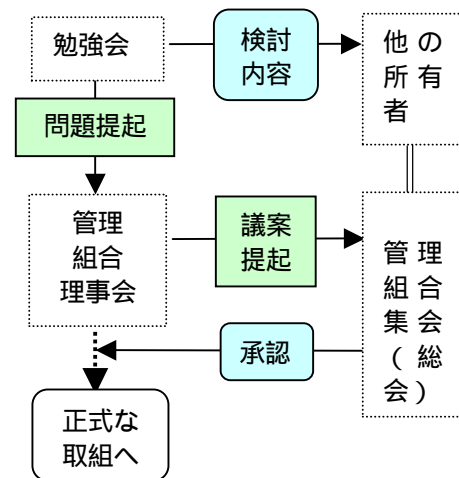 勉強会
検討
内容
他の
所有
者
問題提起
管理
組合
理事会
議案
提起
管理
組合
集会
(総
会)
承認
正式な
取組へ